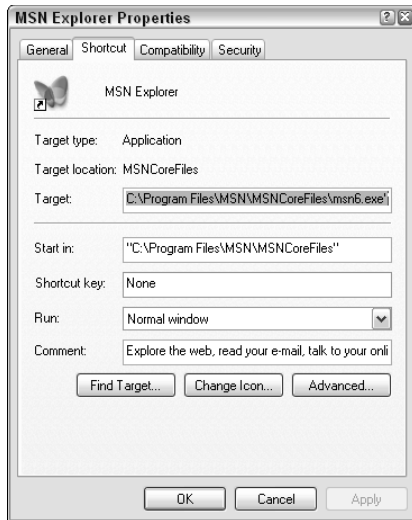 MSN Explorer Properties
General Shortcut Compatibility Security
MSN Explorer
Target type: Application
Target location: MSNCoreFiles
Target: C:\Program Files\MSN\MSNCoreFiles\msn6.exe"
Start in: "C:\Program Files\MSN\MSNCoreFiles"
Shortcut key: None
Run: Normal window
Comment: Explore the web, read your e-mail, talk to your onli
Find Target... Change Icon... Advanced...
OK Cancel Apply